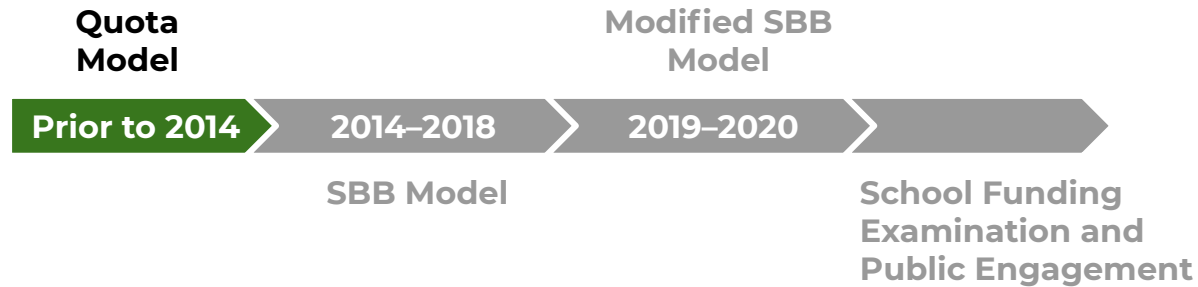 Quota
Model
Modified SBB
Model
Prior to 2014
2014–2018
2019–2020
SBB Model
School Funding
Examination and
Public Engagement